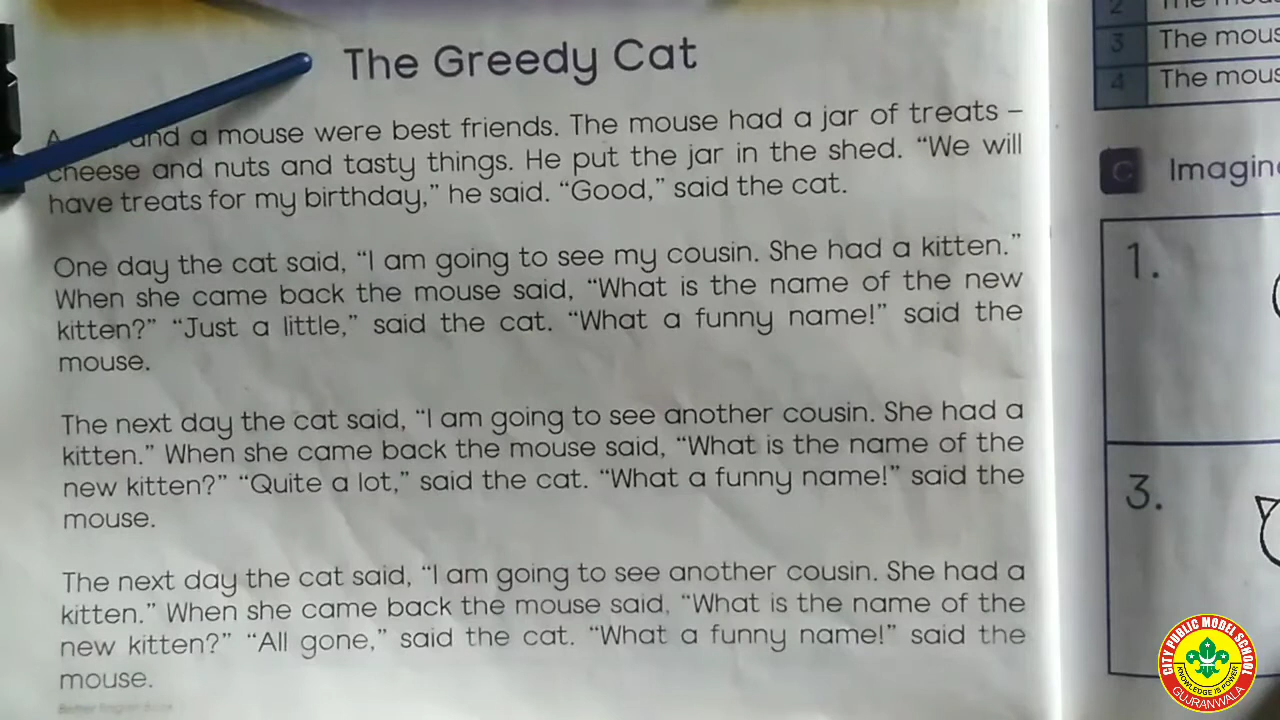 The Greedy Cat
and a mouse were best friends. The mouse had a jar of treats –
cheese and nuts and tasty things. He put the jar in the shed. “We will
have treats for my birthday,” he said. “Good,” said the cat.
One day the cat said, “I am going to see my cousin. She had a kitten.”
When she came back the mouse said, “What is the name of the new
kitten?” “Just a little,” said the cat. “What a funny name!” said the
mouse.
The next day the cat said, “I am going to see another cousin. She had a
kitten.” When she came back the mouse said, “What is the name of the
new kitten?” “Quite a lot,” said the cat. “What a funny name!” said the
mouse.
The next day the cat said, “I am going to see another cousin. She had a
kitten.” When she came back the mouse said, “What is the name of the
new kitten?” “All gone,” said the cat. “What a funny name!” said the
mouse.
2
3 The mous
4 The mous
C Imagin
1.
3.
CITY PUBLIC MODEL SCHOOL
KNOWLEDGE IS POWER
GUJRANWALA